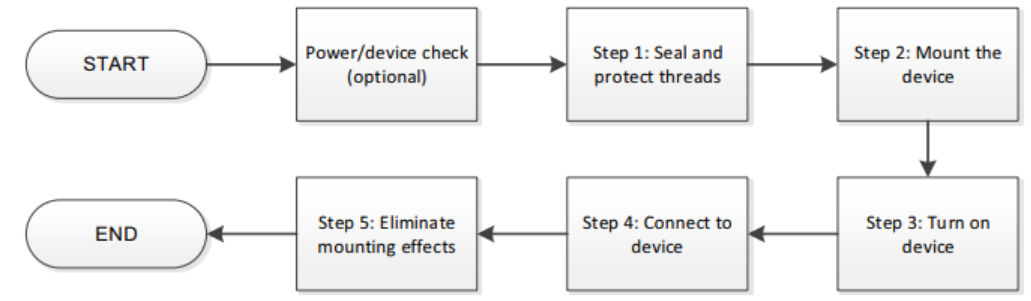 START
Power/device check
(optional)
Step 1: Seal and
protect threads
Step 2: Mount the
device
Step 3: Turn on
device
Step 4: Connect to
device
Step 5: Eliminate
mounting effects
END